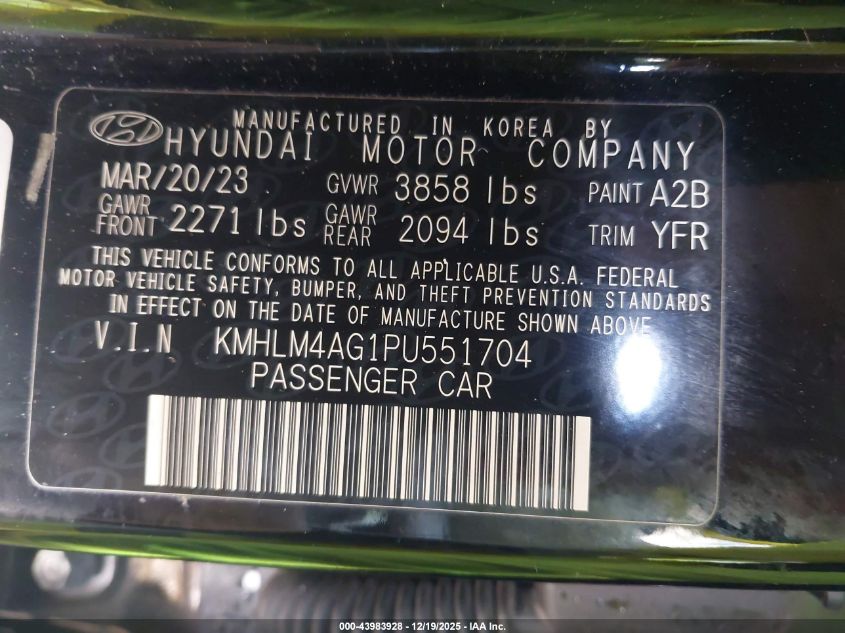 MANUFACTURED IN KOREA BY
HYUNDAI MOTOR COMPANY
MAR/20/23 GVWR 3858 lbs PAINT A2B
GAWR FRONT 2271 lbs GAWR REAR 2094 lbs TRIM YFR
THIS VEHICLE CONFORMS TO ALL APPLICABLE U.S.A. FEDERAL
MOTOR VEHICLE SAFETY, BUMPER, AND THEFT PREVENTION STANDARDS
IN EFFECT ON THE DATE OF MANUFACTURE SHOWN ABOVE
V.I.N KMHLM4AG1PU551704
PASSENGER CAR
000-43983928 - 12/19/2025 - IAA, Inc.